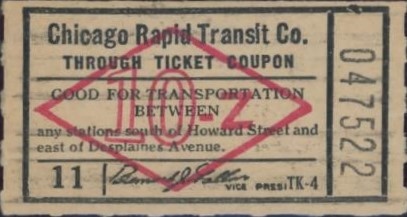 Chicago Rapid Transit Co.
THROUGH TICKET COUPON
GOOD FOR TRANSPORTATION
BETWEEN
any stations south of Howard Street and
east of Desplaines Avenue.
11
VICE PRES. TK-4
10-2
047522